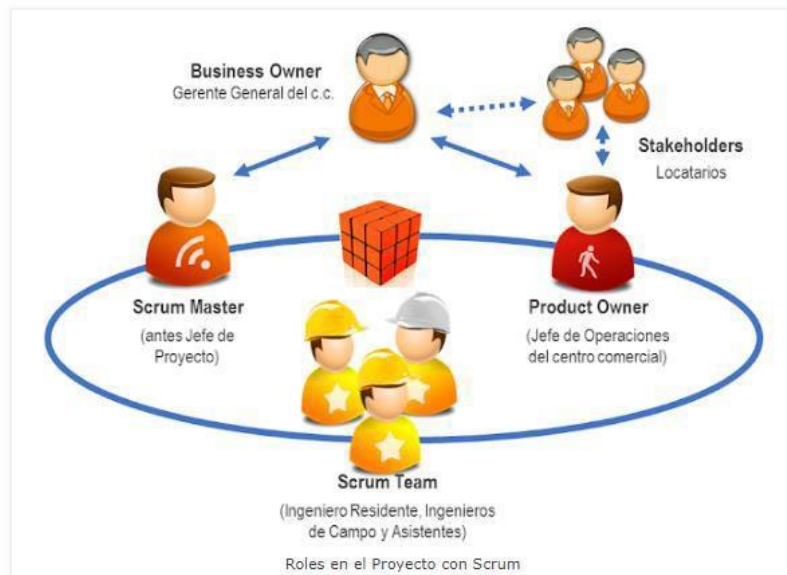 Business Owner
Gerente General del c.c.
Stakeholders
Locatarios
Scrum Master
(antes Jefe de
Proyecto)
Product Owner
(Jefe de Operaciones
del centro comercial)
Scrum Team
(Ingeniero Residente, Ingenieros
de Campo y Asistentes)
Roles en el Proyecto con Scrum